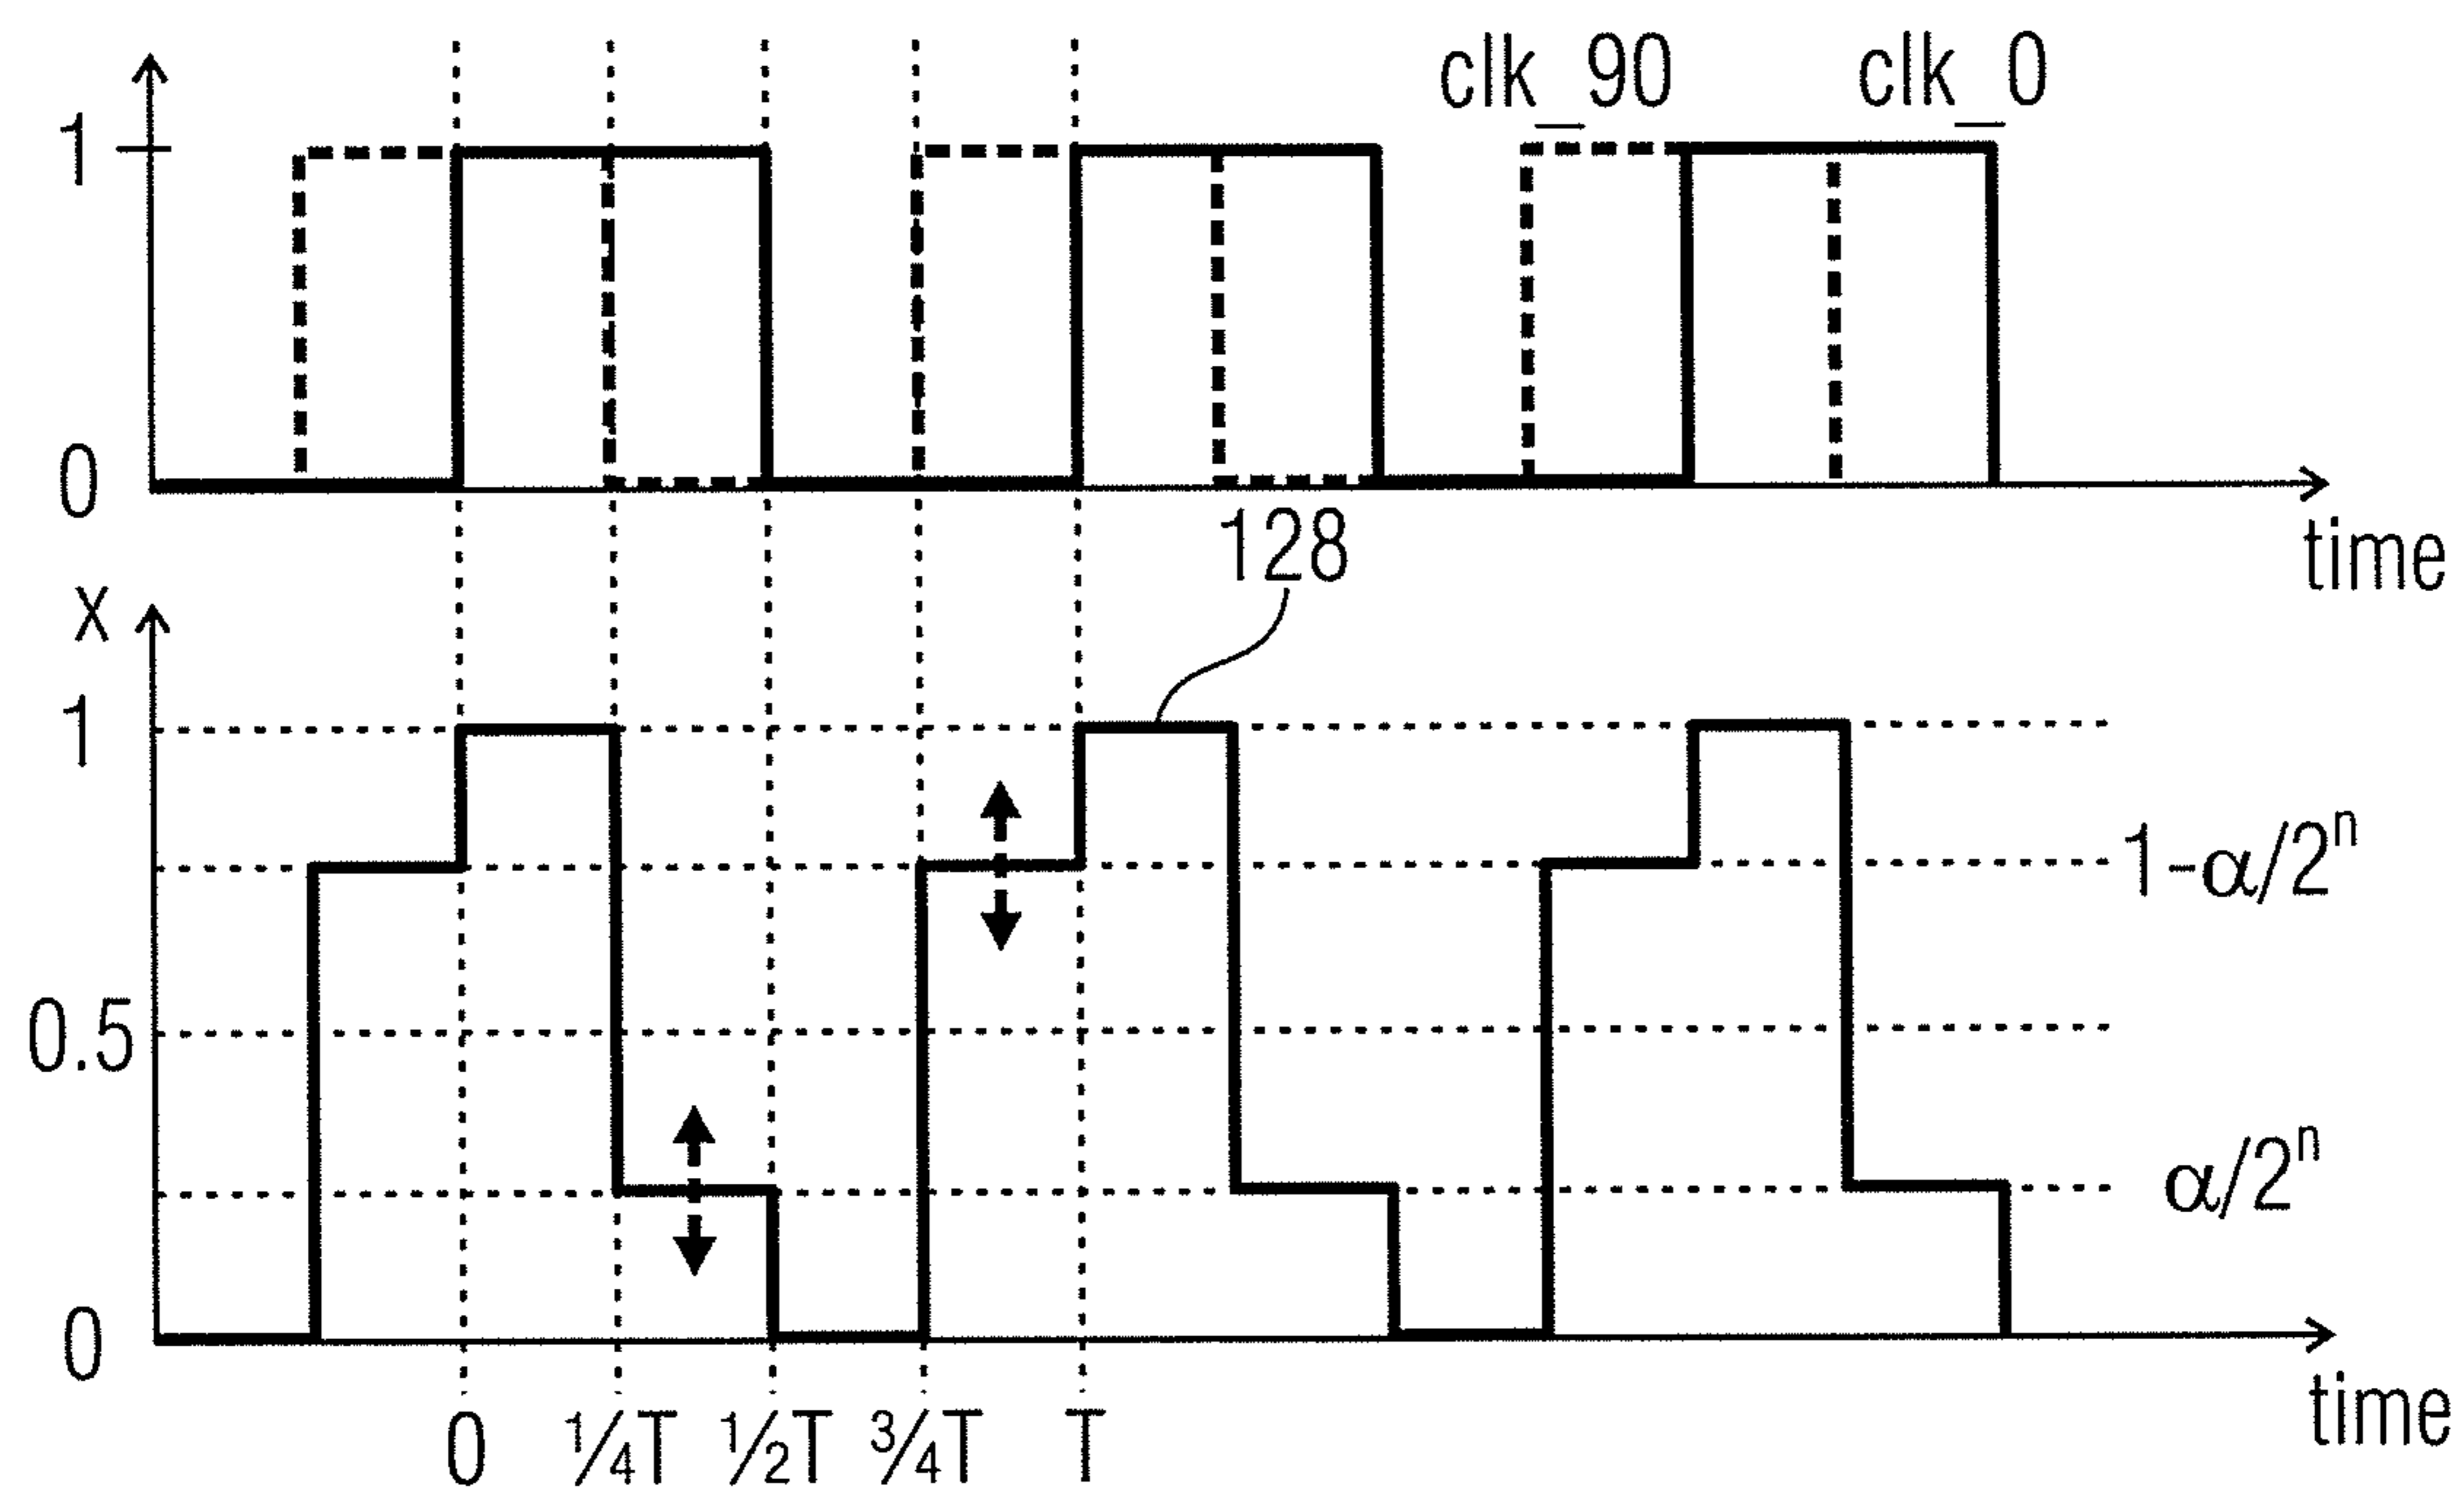 clk_90 clk_0
1
0
time
128
X
1
1-α/2ⁿ
0.5
α/2ⁿ
0
time
0 ¼T ½T ¾T T